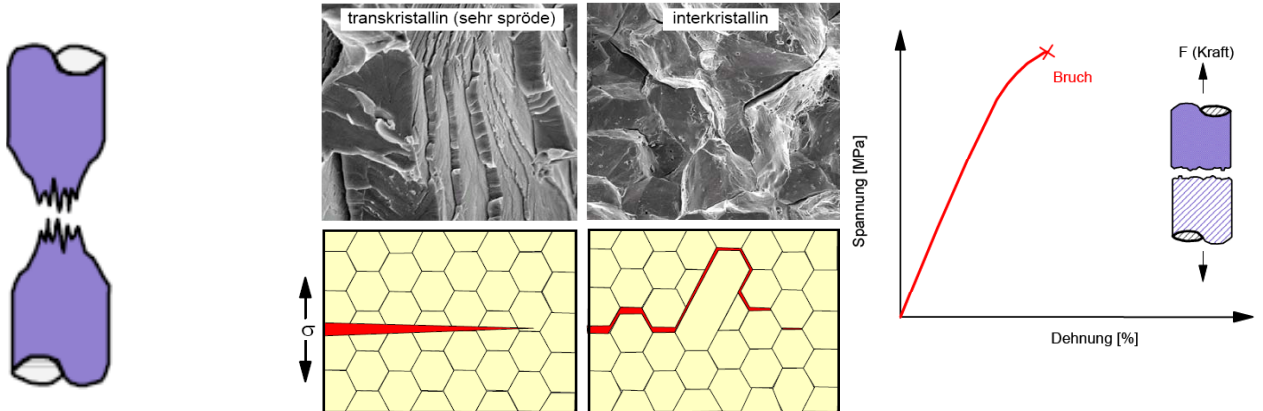 transkristallin (sehr spröde)
interkristallin
σ
Spannung [MPa]
Bruch
F (Kraft)
Dehnung [%]